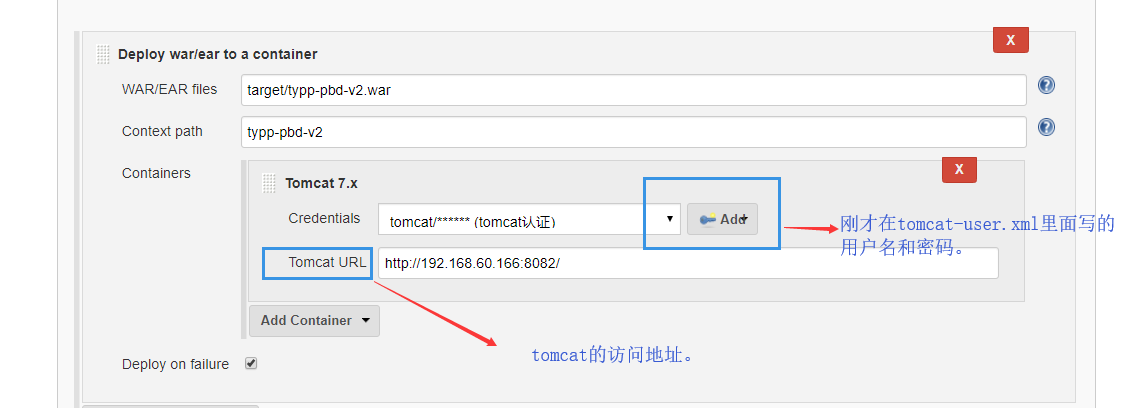 X
Deploy war/ear to a container
WAR/EAR files
target/typp-pbd-v2.war
Context path
typp-pbd-v2
Containers
X
Tomcat 7.x
Credentials
tomcat/****** (tomcat认证)
Add
刚才在tomcat-user.xml里面写的
用户名和密码。
Tomcat URL
http://192.168.60.166:8082/
Add Container
tomcat的访问地址。
Deploy on failure